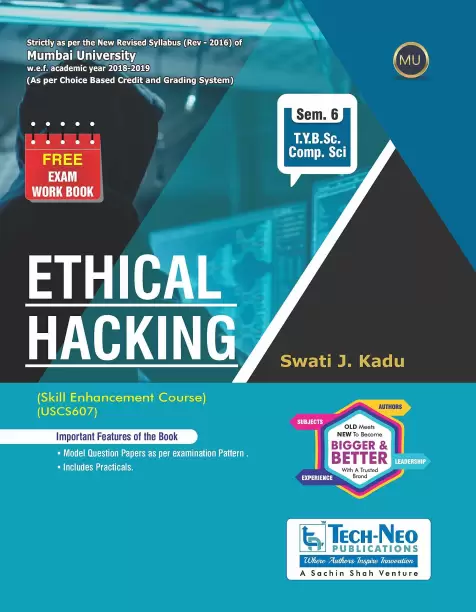 Strictly as per the New Revised Syllabus (Rev - 2016) of
Mumbai University
w.e.f. academic year 2018-2019
(As per Choice Based Credit and Grading System)
MU
FREE
EXAM
WORK BOOK
Sem. 6
T.Y.B.Sc.
Comp. Sci
ETHICAL
HACKING
Swati J. Kadu
(Skill Enhancement Course)
(USCS607)
Important Features of the Book
• Model Question Papers as per examination Pattern .
• Includes Practicals.
AUTHORS
SUBJECTS
OLD Meets
NEW To Become
BIGGER &
BETTER
With A Trusted
Brand
LEADERSHIP
EXPERIENCE
TECH-NEO
PUBLICATIONS
Where Authors Inspire Innovation
A Sachin Shah Venture